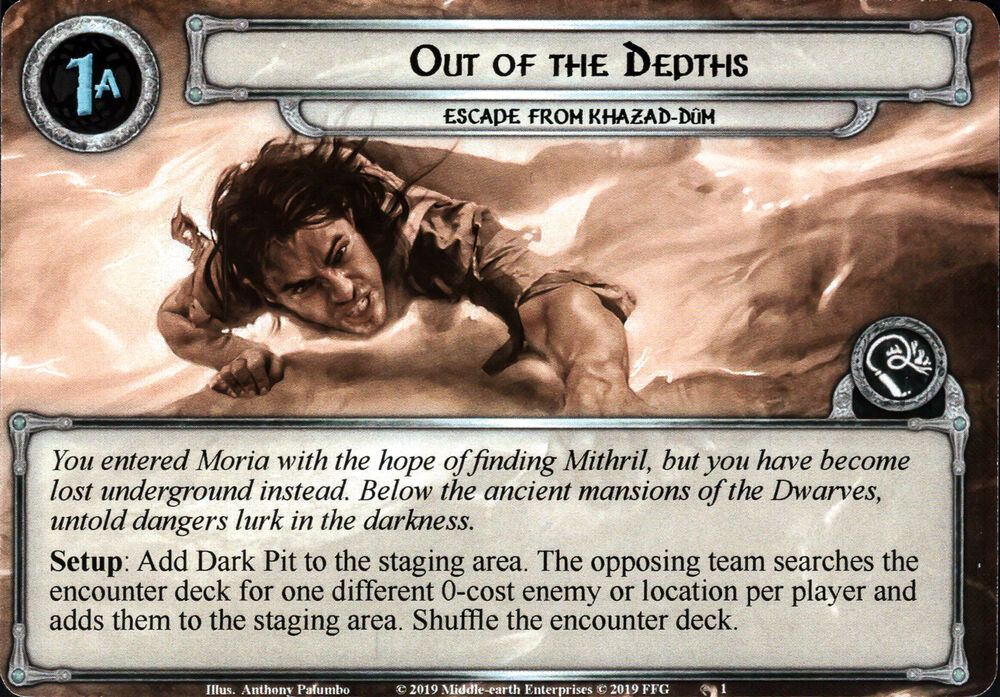 1A
Out of the Depths
Escape from Khazad-dûm
You entered Moria with the hope of finding Mithril, but you have become
lost underground instead. Below the ancient mansions of the Dwarves,
untold dangers lurk in the darkness.
Setup: Add Dark Pit to the staging area. The opposing team searches the
encounter deck for one different 0-cost enemy or location per player and
adds them to the staging area. Shuffle the encounter deck.
Illus. Anthony Palumbo © 2019 Middle-earth Enterprises © 2019 FFG 1